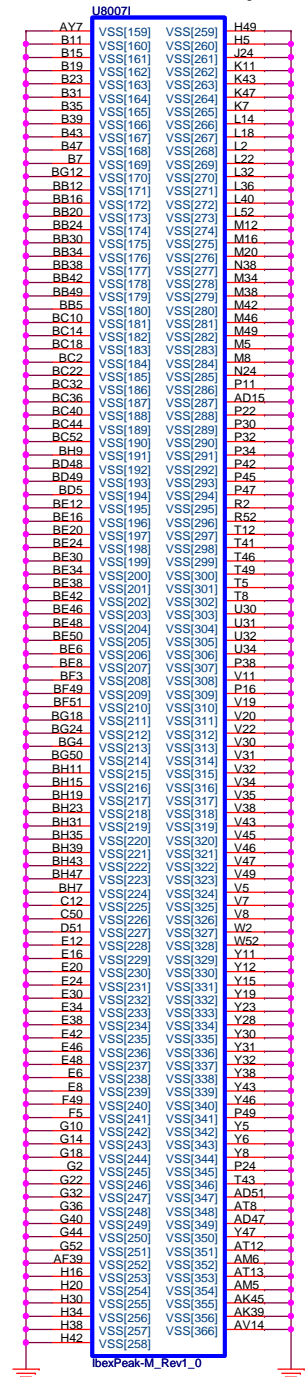 U8007I
AY7 VSS[159] VSS[259] H49
B11 VSS[160] VSS[260] H5
B15 VSS[161] VSS[261] J24
B19 VSS[162] VSS[262] K11
B23 VSS[163] VSS[263] K43
B31 VSS[164] VSS[264] K47
B35 VSS[165] VSS[265] K7
B39 VSS[166] VSS[266] L14
B43 VSS[167] VSS[267] L18
B47 VSS[168] VSS[268] L2
B7 VSS[169] VSS[269] L22
BG12 VSS[170] VSS[270] L32
BB12 VSS[171] VSS[271] L36
BB16 VSS[172] VSS[272] L40
BB20 VSS[173] VSS[273] L52
BB24 VSS[174] VSS[274] M12
BB30 VSS[175] VSS[275] M16
BB34 VSS[176] VSS[276] M20
BB38 VSS[177] VSS[277] N38
BB42 VSS[178] VSS[278] M34
BB49 VSS[179] VSS[279] M38
BB5 VSS[180] VSS[280] M42
BC10 VSS[181] VSS[281] M46
BC14 VSS[182] VSS[282] M49
BC18 VSS[183] VSS[283] M5
BC2 VSS[184] VSS[284] M8
BC22 VSS[185] VSS[285] N24
BC32 VSS[186] VSS[286] P11
BC36 VSS[187] VSS[287] AD15
BC40 VSS[188] VSS[288] P22
BC44 VSS[189] VSS[289] P30
BC52 VSS[190] VSS[290] P32
BH9 VSS[191] VSS[291] P34
BD48 VSS[192] VSS[292] P42
BD49 VSS[193] VSS[293] P45
BD5 VSS[194] VSS[294] P47
BE12 VSS[195] VSS[295] R2
BE16 VSS[196] VSS[296] R52
BE20 VSS[197] VSS[297] T12
BE24 VSS[198] VSS[298] T41
BE30 VSS[199] VSS[299] T46
BE34 VSS[200] VSS[300] T49
BE38 VSS[201] VSS[301] T5
BE42 VSS[202] VSS[302] T8
BE46 VSS[203] VSS[303] U30
BE48 VSS[204] VSS[304] U31
BE50 VSS[205] VSS[305] U32
BE6 VSS[206] VSS[306] U34
BE8 VSS[207] VSS[307] P38
BF3 VSS[208] VSS[308] V11
BF49 VSS[209] VSS[309] P16
BF51 VSS[210] VSS[310] V19
BG18 VSS[211] VSS[311] V20
BG24 VSS[212] VSS[312] V22
BG4 VSS[213] VSS[313] V30
BG50 VSS[214] VSS[314] V31
BH11 VSS[215] VSS[315] V32
BH15 VSS[216] VSS[316] V34
BH19 VSS[217] VSS[317] V35
BH23 VSS[218] VSS[318] V38
BH31 VSS[219] VSS[319] V43
BH35 VSS[220] VSS[320] V45
BH39 VSS[221] VSS[321] V46
BH43 VSS[222] VSS[322] V47
BH47 VSS[223] VSS[323] V49
BH7 VSS[224] VSS[324] V5
C12 VSS[225] VSS[325] V7
C50 VSS[226] VSS[326] V8
D51 VSS[227] VSS[327] W2
E12 VSS[228] VSS[328] W52
E16 VSS[229] VSS[329] Y11
E20 VSS[230] VSS[330] Y12
E24 VSS[231] VSS[331] Y15
E30 VSS[232] VSS[332] Y19
E34 VSS[233] VSS[333] Y23
E38 VSS[234] VSS[334] Y28
E42 VSS[235] VSS[335] Y30
E46 VSS[236] VSS[336] Y31
E48 VSS[237] VSS[337] Y32
E6 VSS[238] VSS[338] Y38
E8 VSS[239] VSS[339] Y43
F49 VSS[240] VSS[340] Y46
F5 VSS[241] VSS[341] P49
G10 VSS[242] VSS[342] Y5
G14 VSS[243] VSS[343] Y6
G18 VSS[244] VSS[344] Y8
G2 VSS[245] VSS[345] P24
G22 VSS[246] VSS[346] T43
G32 VSS[247] VSS[347] AD51
G36 VSS[248] VSS[348] AT8
G40 VSS[249] VSS[349] AD47
G44 VSS[250] VSS[350] Y47
G52 VSS[251] VSS[351] AT12
AF39 VSS[252] VSS[352] AM6
H16 VSS[253] VSS[353] AT13
H20 VSS[254] VSS[354] AM5
H30 VSS[255] VSS[355] AK45
H34 VSS[256] VSS[356] AK39
H38 VSS[257] VSS[366] AV14
H42 VSS[258]
IbexPeak-M_Rev1_0